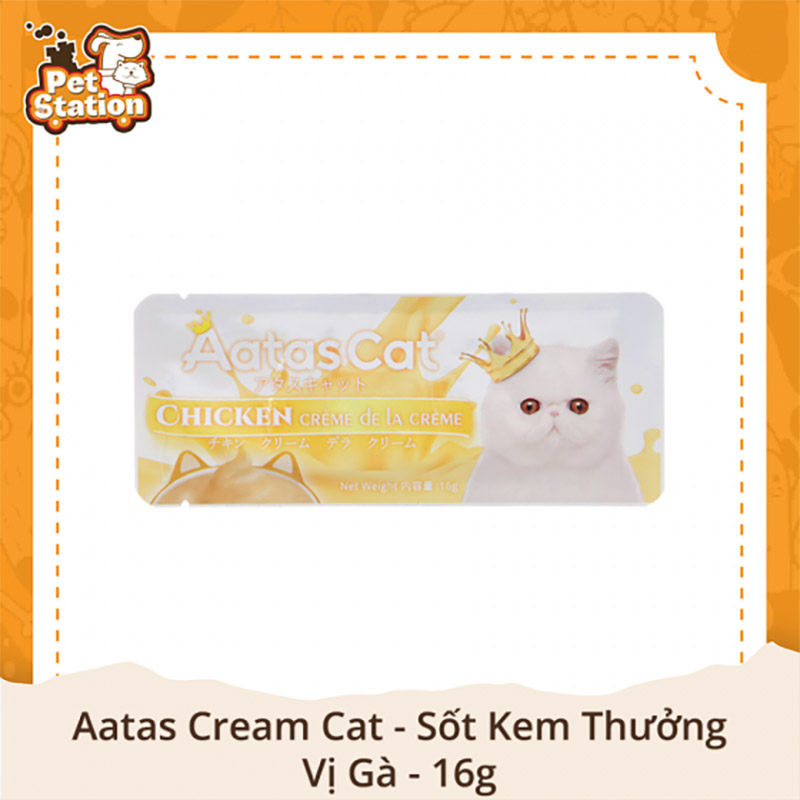 Pet
Station
Aatas Cat
アタスキャット
CHICKEN CRÈME de LA CRÈME
チキン クリーム デラ クリーム
Net Weight 内容量:16g
Aatas Cream Cat - Sốt Kem Thưởng
Vị Gà - 16g